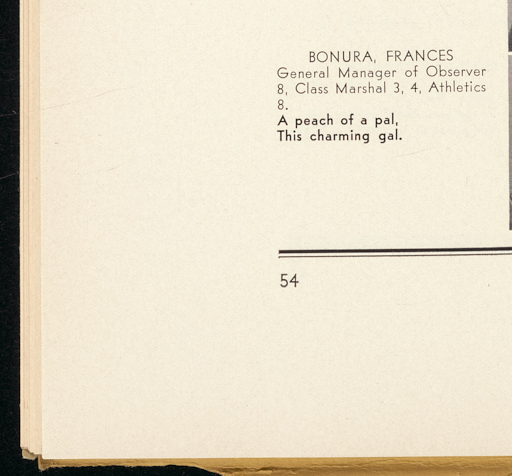 BONURA, FRANCES
General Manager of Observer
8, Class Marshal 3, 4, Athletics
8.
A peach of a pal,
This charming gal.
54